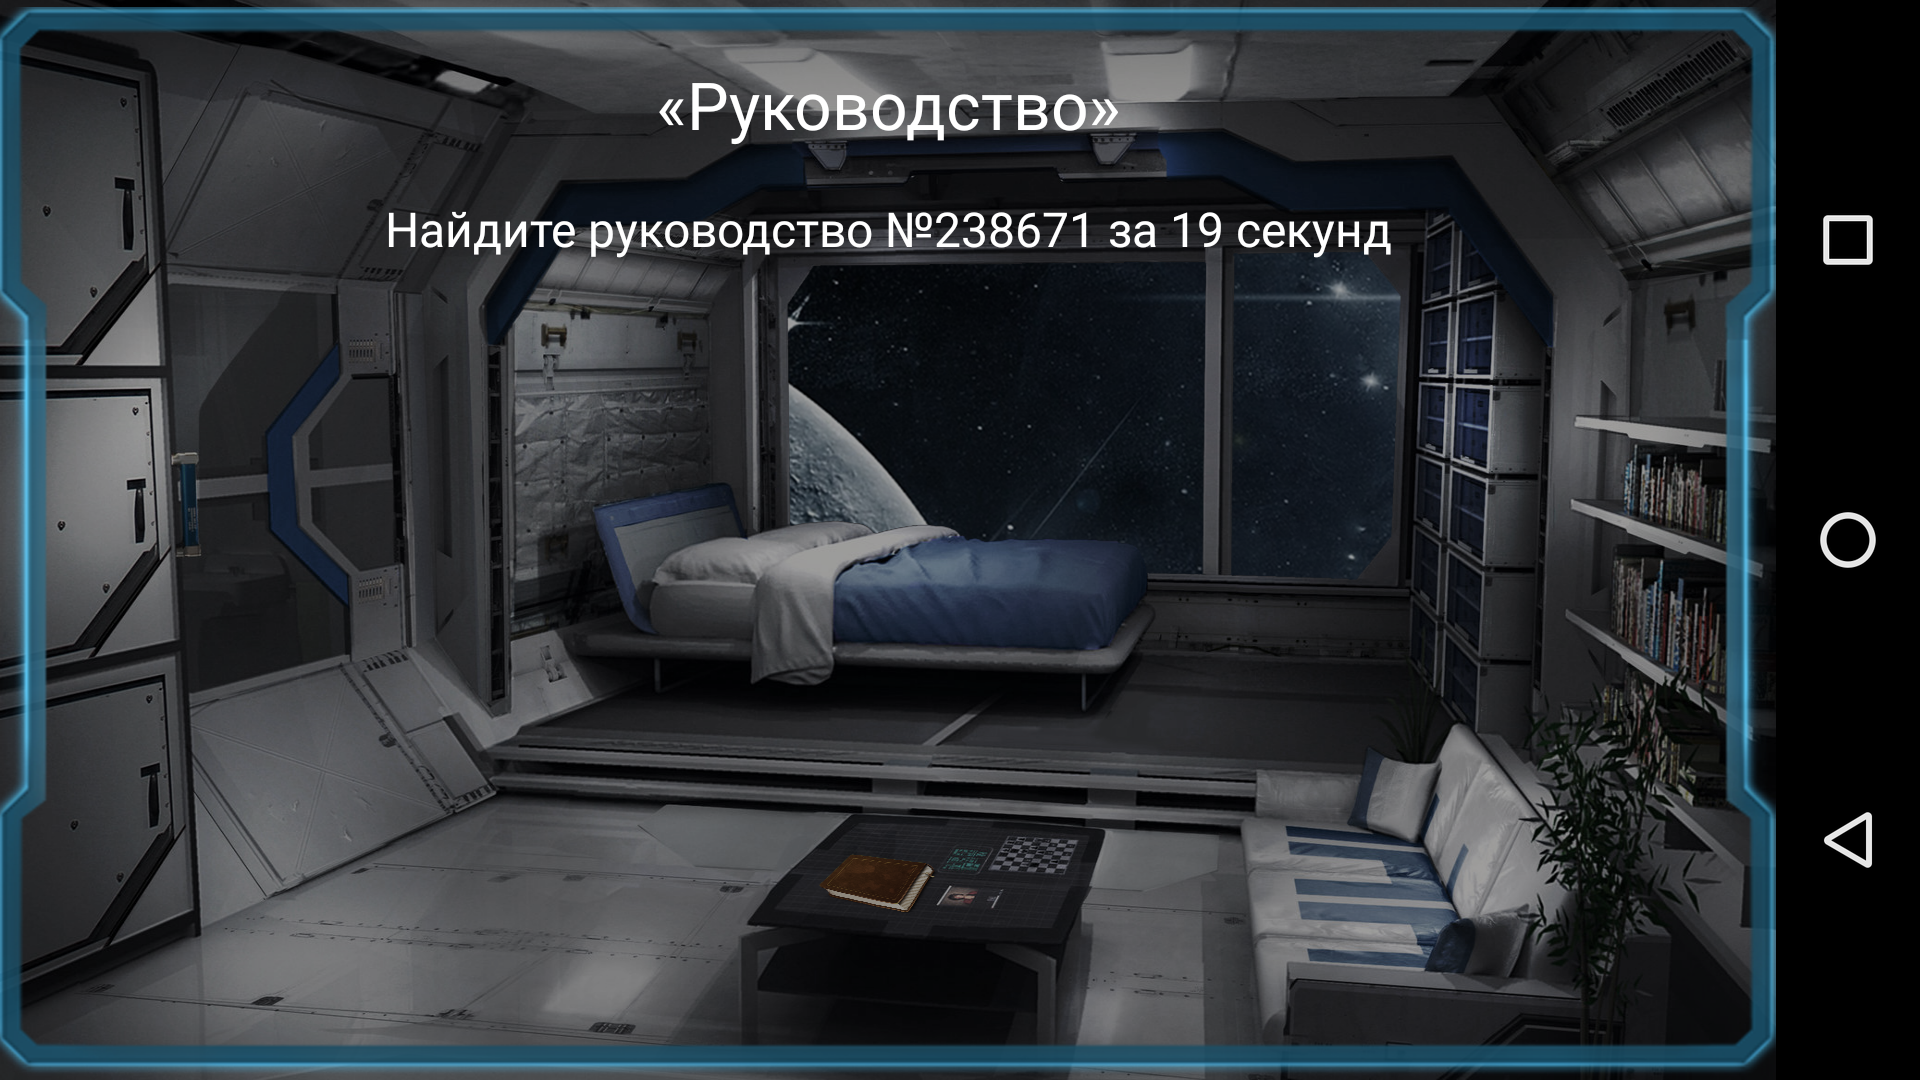 «Руководство»
Найдите руководство №238671 за 19 секунд